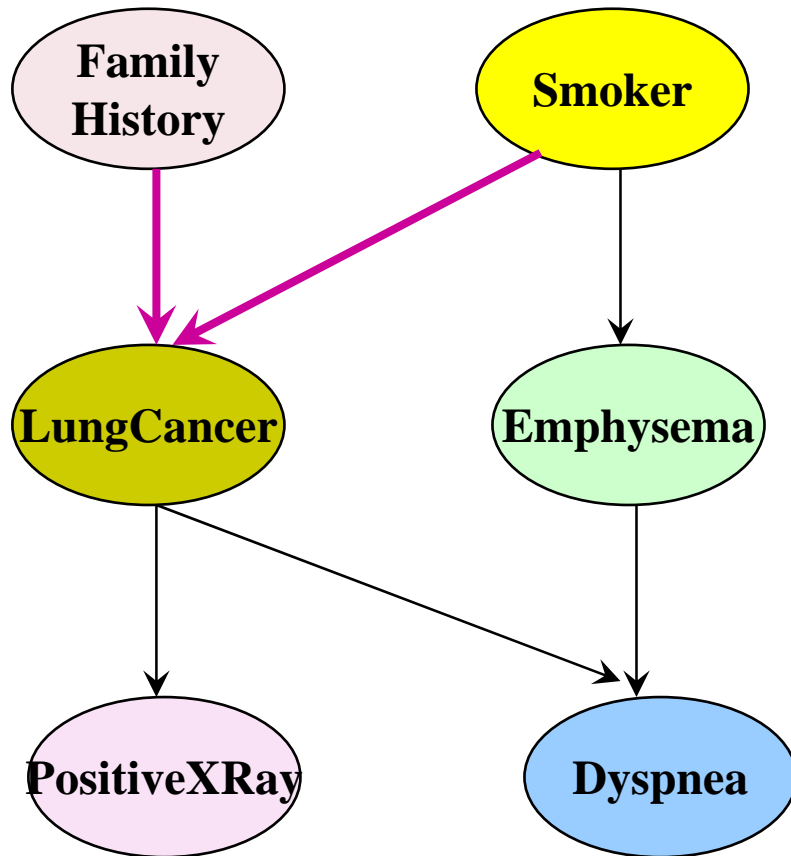 Family
History
Smoker
LungCancer
Emphysema
PositiveXRay
Dyspnea